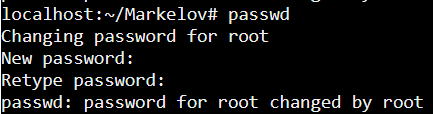 localhost:~/Markelov# passwd
Changing password for root
New password:
Retype password:
passwd: password for root changed by root